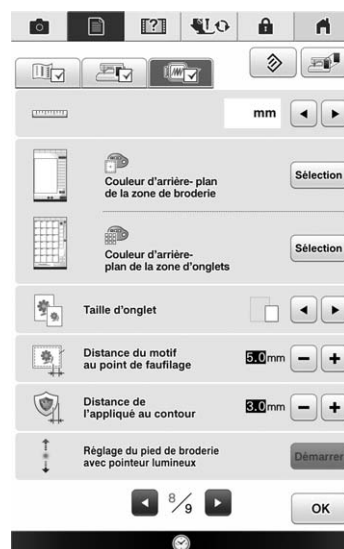 mm
Couleur d'arrière- plan
de la zone de broderie
Sélection
Couleur d'arrière-
plan de la zone d'onglets
Sélection
Taille d'onglet
Distance du motif
au point de faufilage
5.0mm
Distance de
l'appliqué au contour
3.0mm
Règlage du pied de broderie
avec pointeur lumineux
Démarrer
8/9
OK